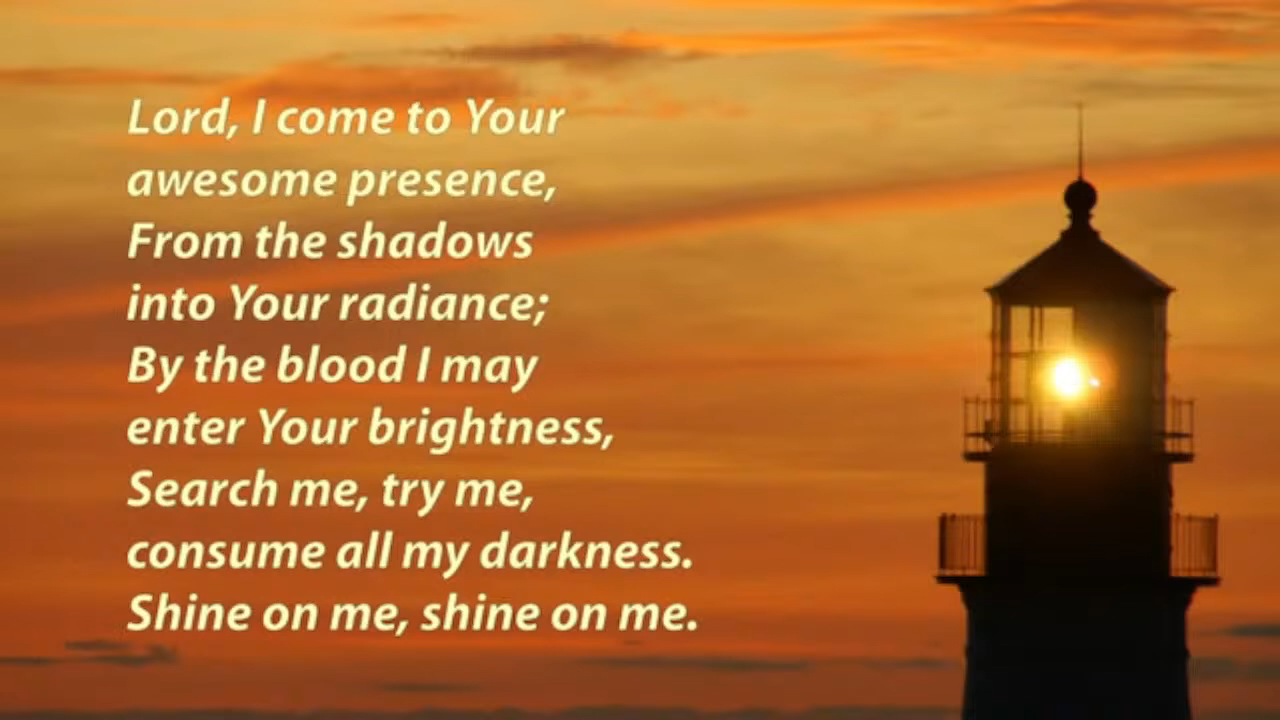 Lord, I come to Your
awesome presence,
From the shadows
into Your radiance;
By the blood I may
enter Your brightness,
Search me, try me,
consume all my darkness.
Shine on me, shine on me.